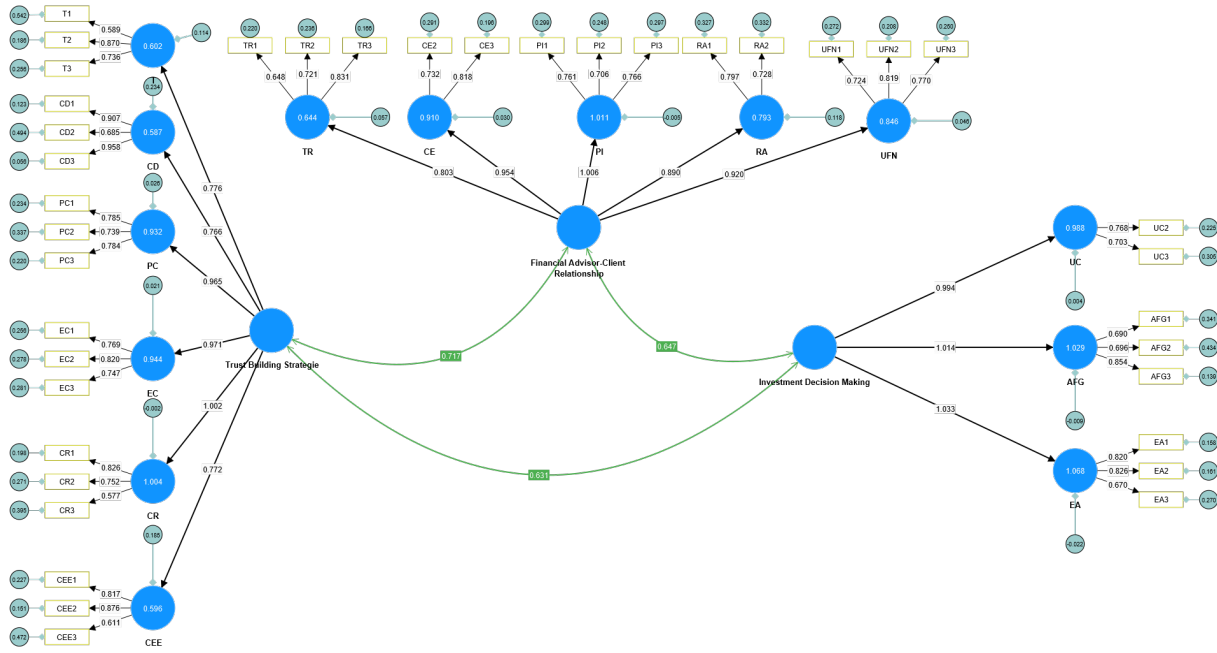 0.542 T1 0.589
0.186 T2 0.870
0.266 T3 0.736
0.602 0.114
T
0.234
0.123 CD1 0.907
0.494 CD2 0.685
0.056 CD3 0.958
0.587
CD
0.026
0.234 PC1 0.785
0.337 PC2 0.739
0.220 PC3 0.784
0.932
PC
0.021
0.256 EC1 0.769
0.278 EC2 0.820
0.281 EC3 0.747
0.944
EC
-0.002
0.198 CR1 0.826
0.271 CR2 0.752
0.395 CR3 0.577
1.004
CR
0.185
0.227 CEE1 0.817
0.151 CEE2 0.876
0.472 CEE3 0.611
0.596
CEE
0.776
0.766
0.965
0.971
1.002
0.772
Trust Building Strategie
0.220 0.236 0.166
TR1 TR2 TR3
0.648 0.721 0.831
0.644 0.057
TR
0.291 0.196
CE2 CE3
0.732 0.818
0.910 0.030
CE
0.299 0.248 0.297
PI1 PI2 PI3
0.761 0.706 0.766
1.011 -0.005
PI
0.327 0.332
RA1 RA2
0.797 0.728
0.793 0.118
RA
0.272 0.208 0.250
UFN1 UFN2 UFN3
0.724 0.819 0.770
0.846 0.046
UFN
0.803 0.954 1.006 0.890 0.920
Financial Advisor-Client
Relationship
0.717
0.647
0.631
Investment Decision Making
0.994
1.014
1.033
0.988
UC
0.768 UC2 0.225
0.703 UC3 0.305
0.004
1.029
AFG
0.690 AFG1 0.341
0.696 AFG2 0.434
0.854 AFG3 0.139
-0.009
1.068
EA
0.820 EA1 0.158
0.826 EA2 0.161
0.670 EA3 0.270
-0.022